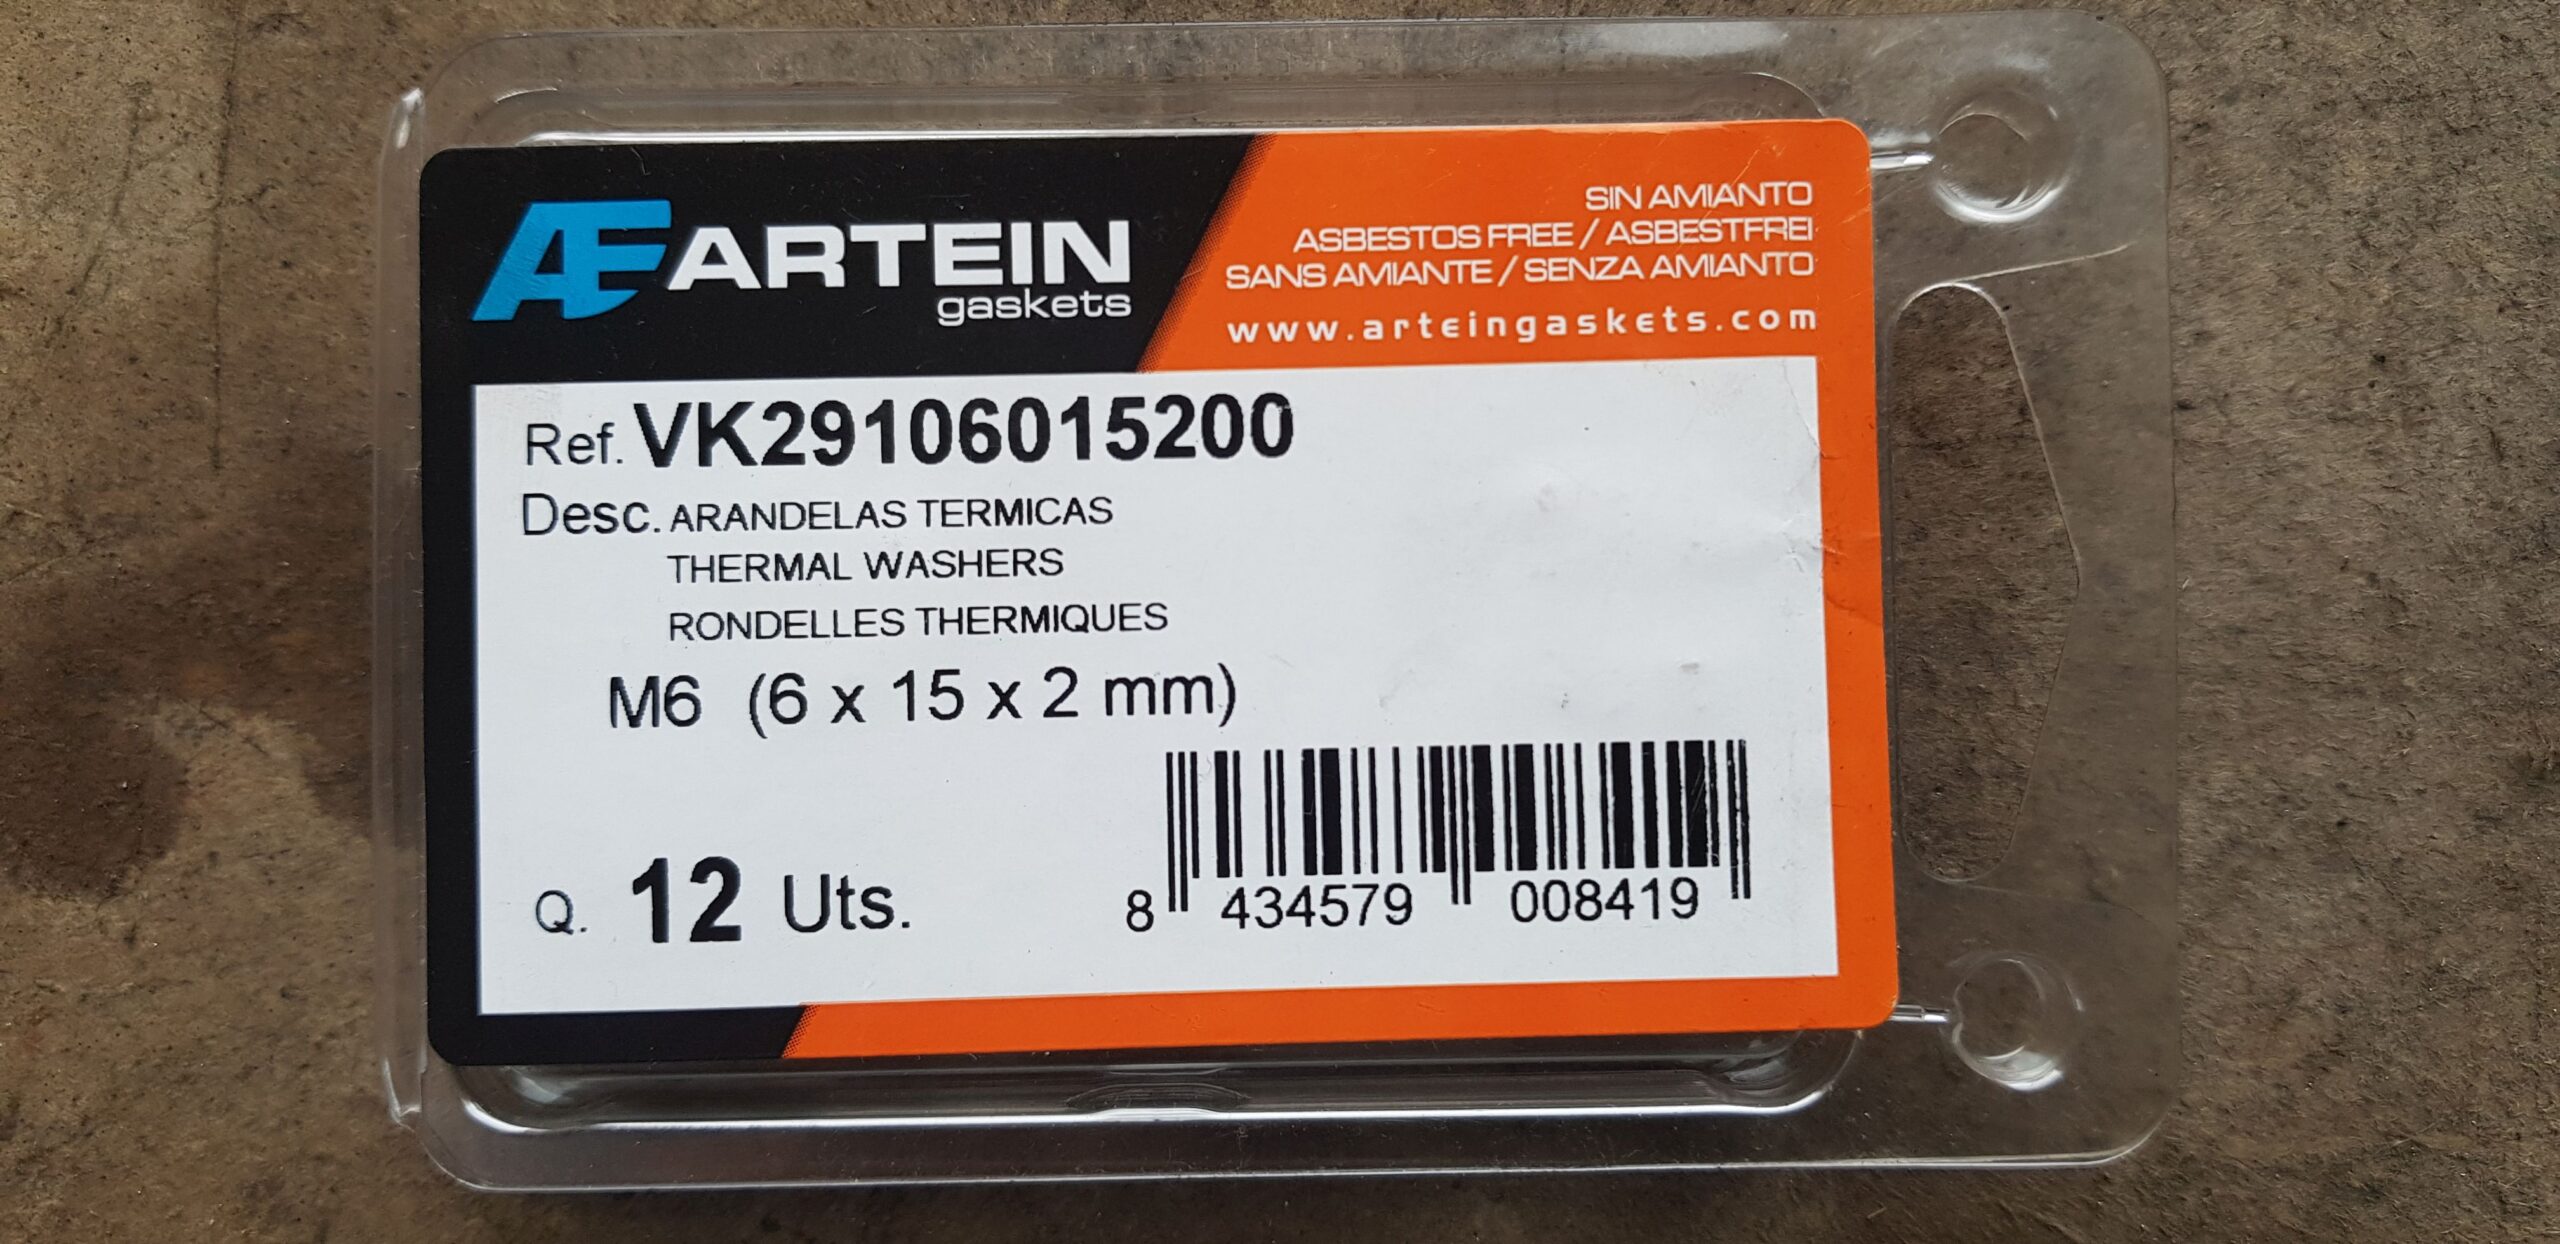 AE ARTEIN
gaskets
SIN AMIANTO
ASBESTOS FREE / ASBESTFREI
SANS AMIANTE / SENZA AMIANTO
www.arteingaskets.com
Ref. VK29106015200
Desc. ARANDELAS TERMICAS
THERMAL WASHERS
RONDELLES THERMIQUES
M6 (6 x 15 x 2 mm)
Q. 12 Uts.
8 434579 008419